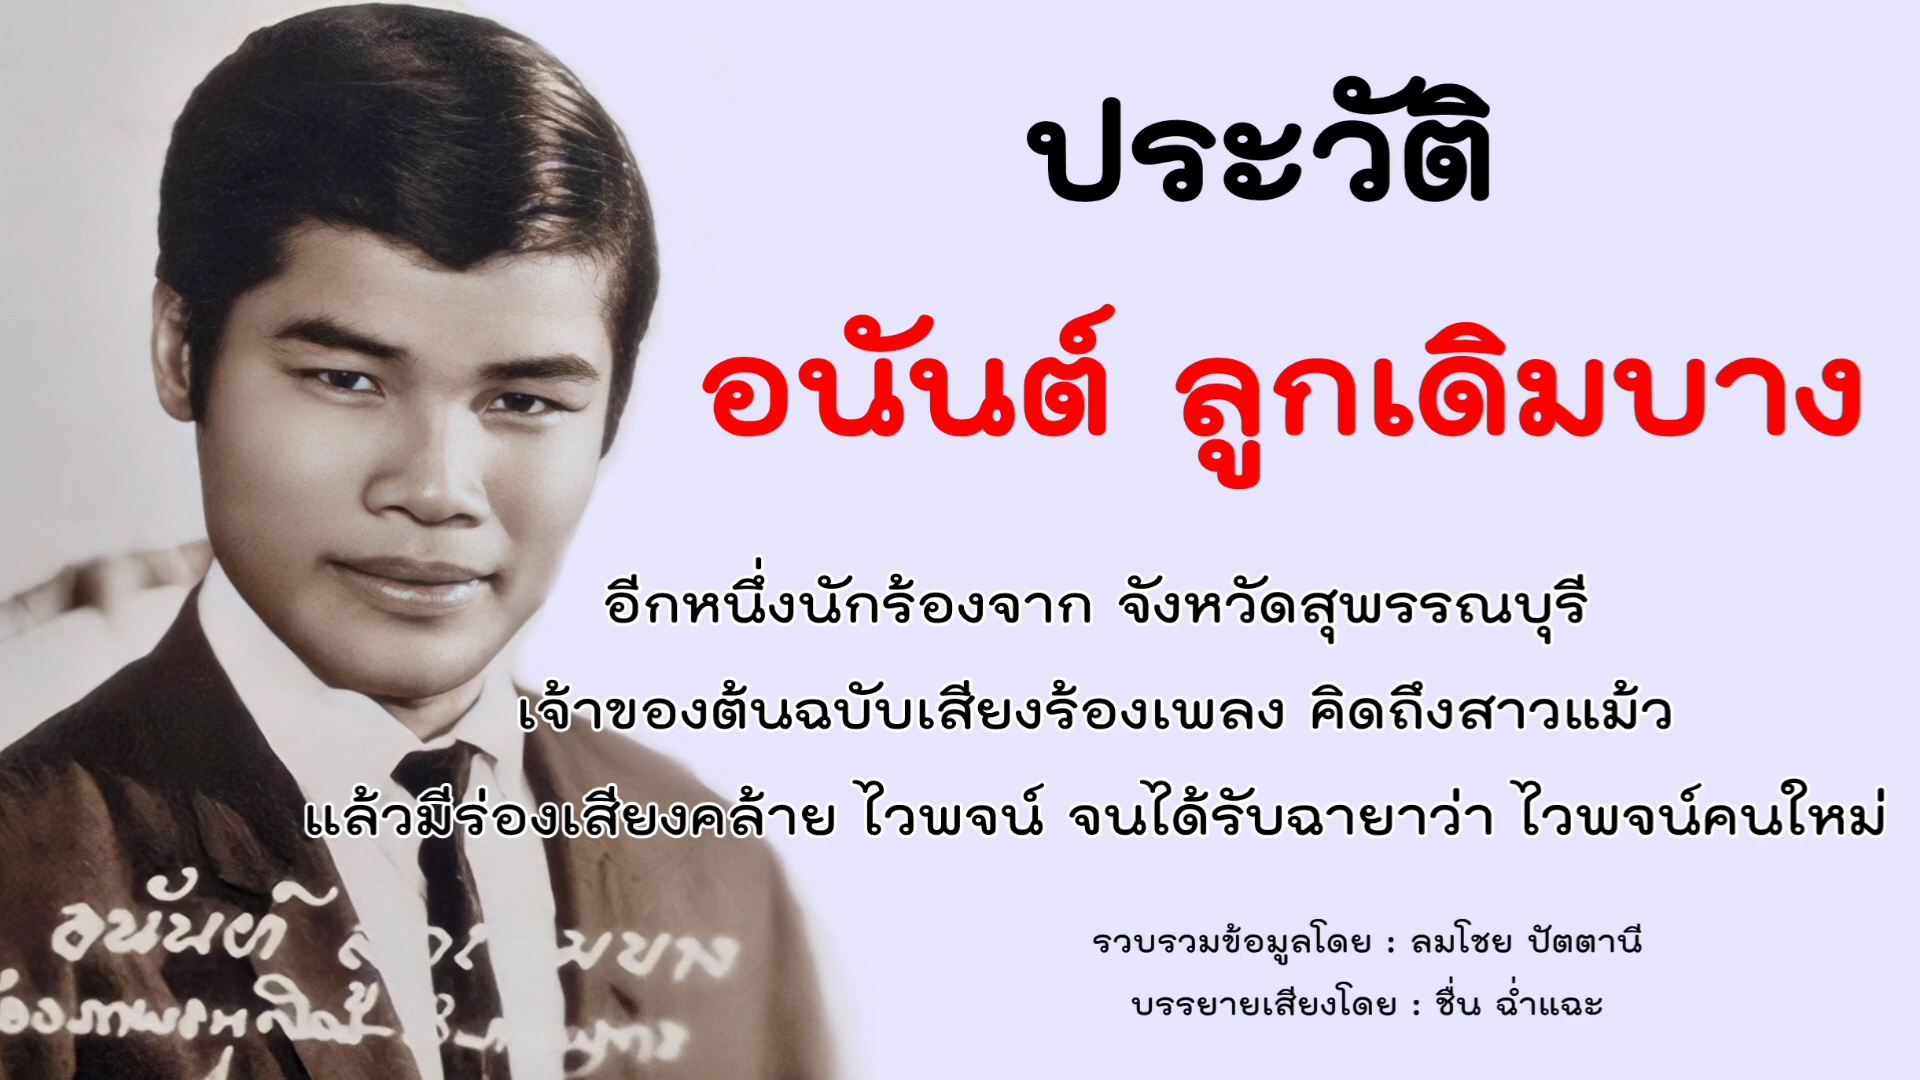 ประวัติ
อนันต์ ลูกเดิมบาง
อีกหนึ่งนักร้องจาก จังหวัดสุพรรณบุรี
เจ้าของต้นฉบับเสียงร้องเพลง คิดถึงสาวแม้ว
แล้วมีร่องเสียงคล้าย ไวพจน์ จนได้รับฉายาว่า ไวพจน์คนใหม่
รวบรวมข้อมูลโดย : ลมโชย ปัตตานี
บรรยายเสียงโดย : ชื่น ฉ่ำแฉะ